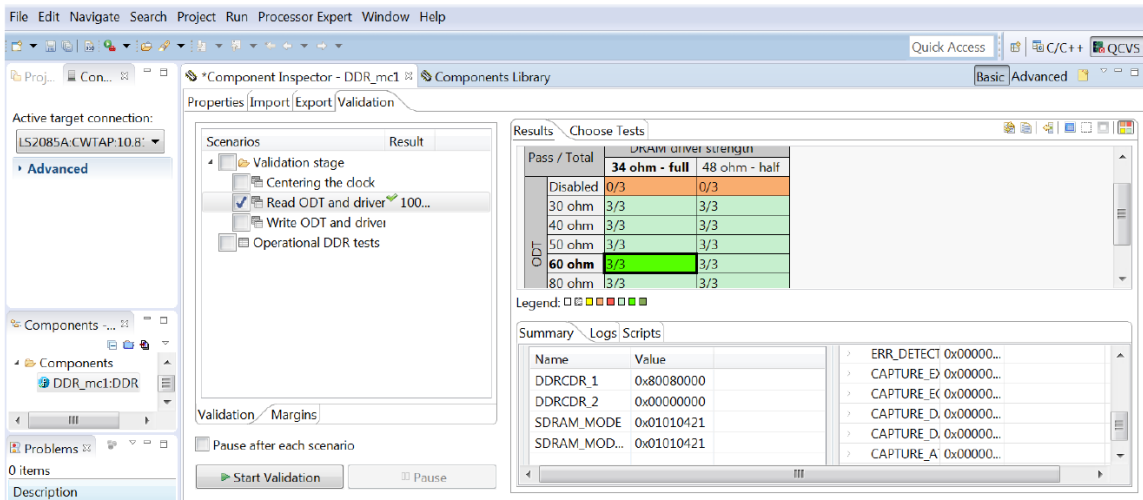 File Edit Navigate Search Project Run Processor Expert Window Help
Quick Access C/C++ QCVS
Proj... Con... *Component Inspector - DDR_mc1 Components Library Basic Advanced
Properties Import Export Validation
Active target connection:
LS2085A:CWTAP:10.8
Advanced
Scenarios Result
Validation stage
Centering the clock
Read ODT and driver 100...
Write ODT and driver
Operational DDR tests
Validation Margins
Pause after each scenario
Start Validation Pause
Results Choose Tests
Pass / Total DRAM driver strength
34 ohm - full 48 ohm - half
ODT
Disabled 0/3 0/3
30 ohm 3/3 3/3
40 ohm 3/3 3/3
50 ohm 3/3 3/3
60 ohm 3/3 3/3
80 ohm 3/3 3/3
Legend:
Summary Logs Scripts
Name Value
DDRCDR_1 0x80080000
DDRCDR_2 0x00000000
SDRAM_MODE 0x01010421
SDRAM_MOD... 0x01010421
ERR_DETECT 0x00000...
CAPTURE_EX 0x00000...
CAPTURE_EC 0x00000...
CAPTURE_D. 0x00000...
CAPTURE_D. 0x00000...
CAPTURE_A 0x00000...
Components -...
Components
DDR_mc1:DDR
Problems
0 items
Description